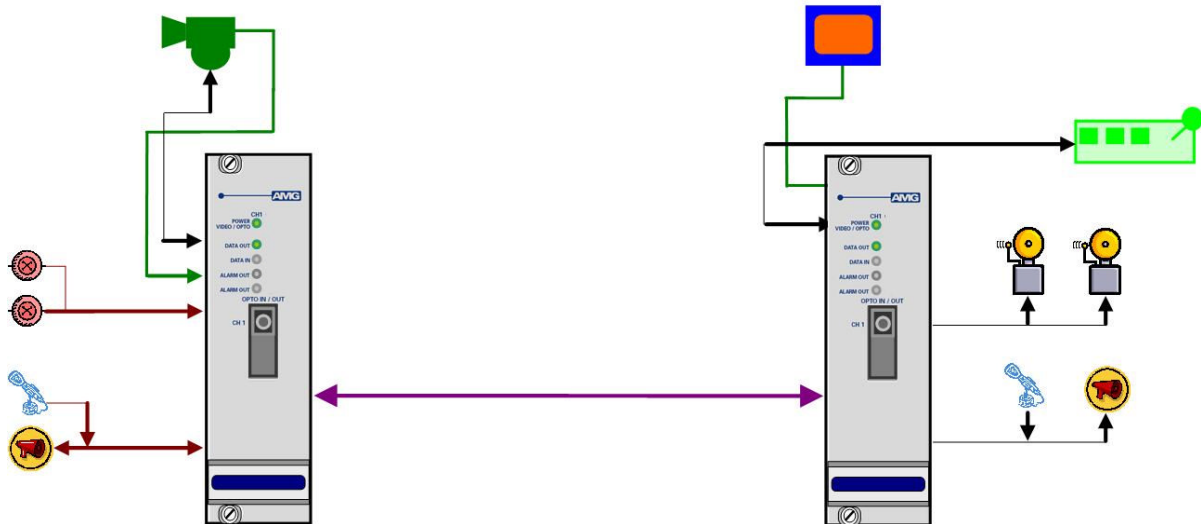 AMG
CH1
POWER
VIDEO / OPTO
DATA OUT
DATA IN
ALARM OUT
ALARM OUT
OPTO IN / OUT
CH 1
AMG
CH1
POWER
VIDEO / OPTO
DATA OUT
DATA IN
ALARM OUT
ALARM OUT
OPTO IN / OUT
CH 1